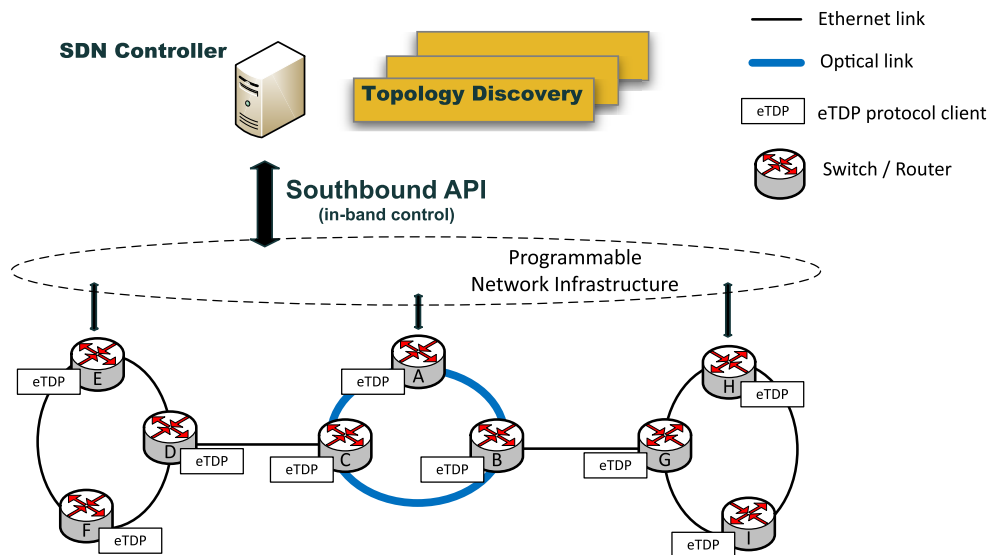 SDN Controller
Topology Discovery
Ethernet link
Optical link
eTDP
eTDP protocol client
Switch / Router
Southbound API
(in-band control)
Programmable
Network Infrastructure
E
eTDP
A
eTDP
H
eTDP
D
eTDP
C
eTDP
B
eTDP
G
eTDP
F
eTDP
I
eTDP